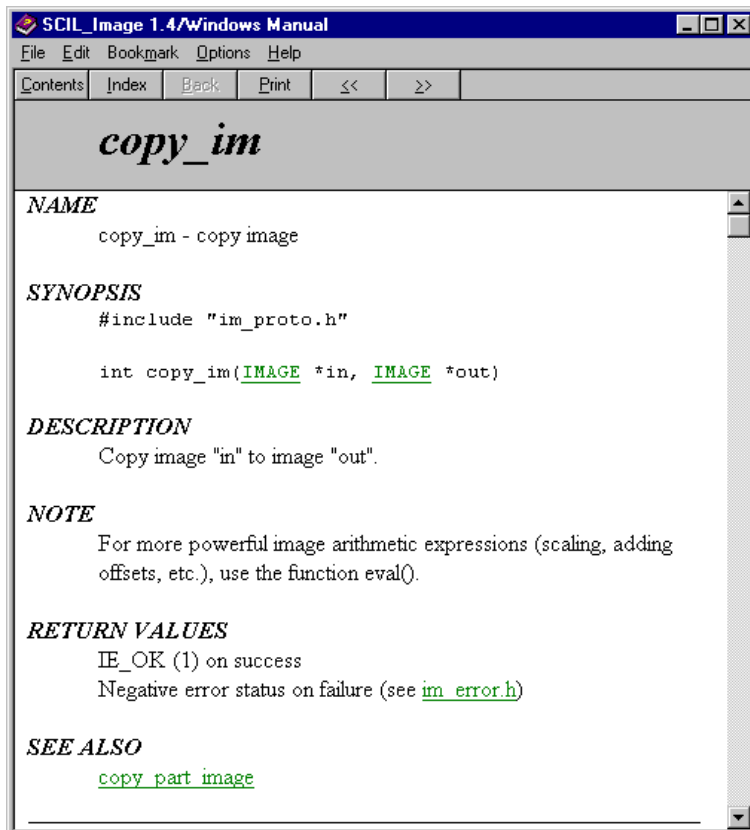 SCIL_Image 1.4/Windows Manual
File Edit Bookmark Options Help
Contents Index Back Print << >>
copy_im
NAME
copy_im - copy image
SYNOPSIS
#include "im_proto.h"
int copy_im(IMAGE *in, IMAGE *out)
DESCRIPTION
Copy image "in" to image "out".
NOTE
For more powerful image arithmetic expressions (scaling, adding
offsets, etc.), use the function eval().
RETURN VALUES
IE_OK (1) on success
Negative error status on failure (see im_error.h)
SEE ALSO
copy_part_image